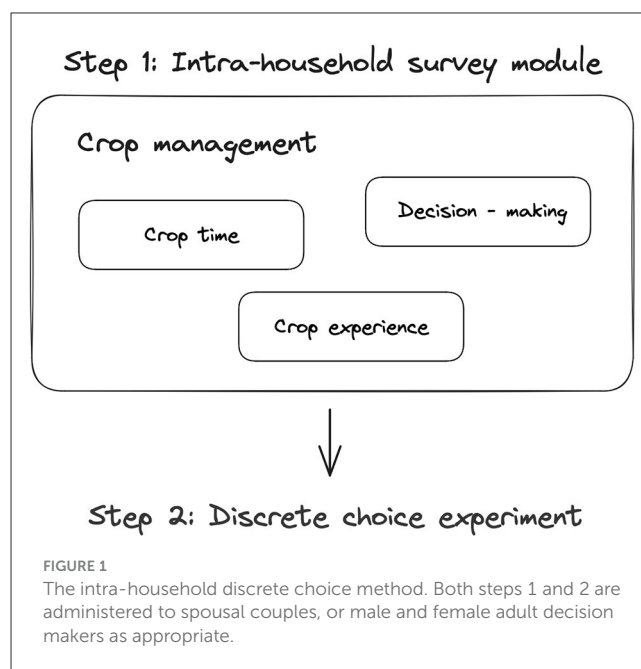 Step 1: Intra-household survey module
Crop management
Decision - making
Crop time
Crop experience
Step 2: Discrete choice experiment
FIGURE 1
The intra-household discrete choice method. Both steps 1 and 2 are
administered to spousal couples, or male and female adult decision
makers as appropriate.